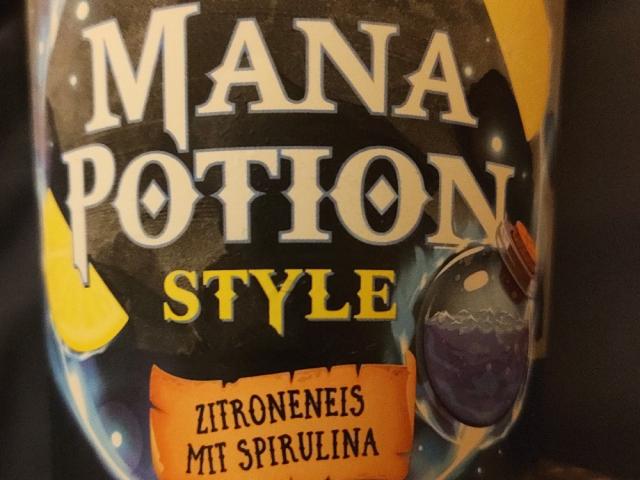 MANA
POTION
STYLE
ZITRONENEIS
MIT SPIRULINA